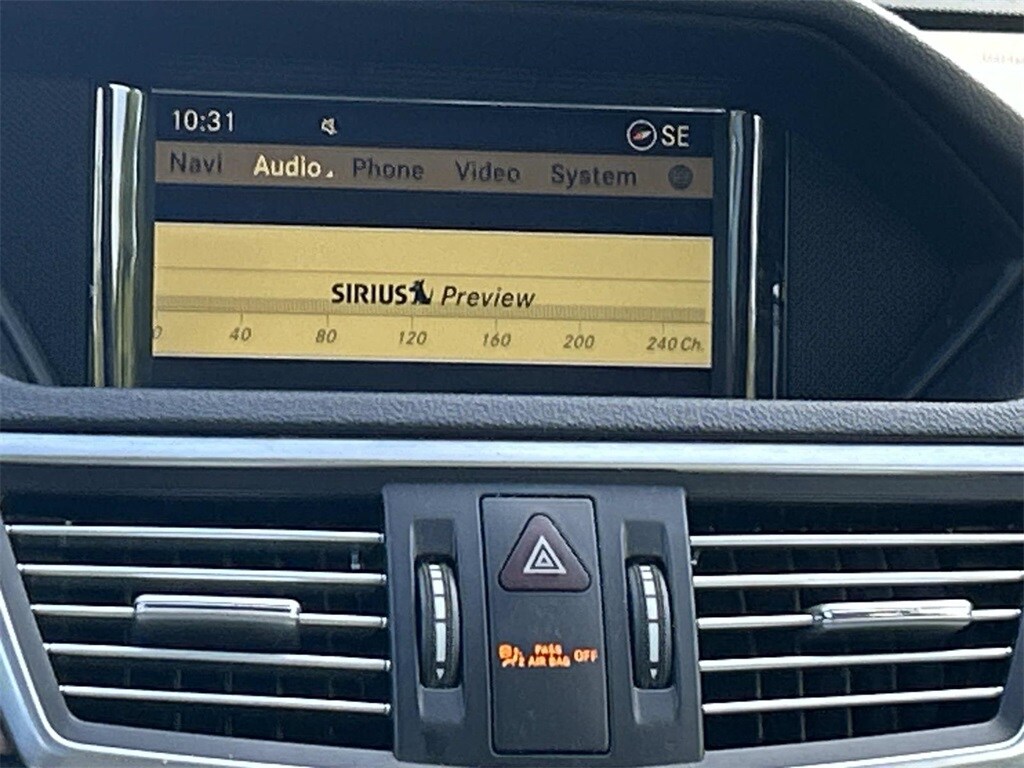 10:31 SE
Navi Audio Phone Video System
SIRIUS Preview
0 40 80 120 160 200 240 Ch.
PASS
AIR BAG OFF